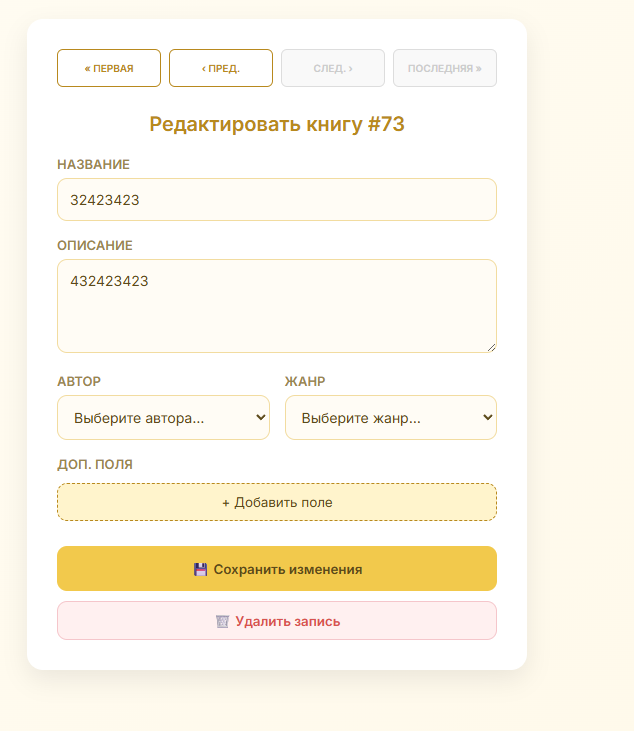 « ПЕРВАЯ ‹ ПРЕД. СЛЕД. › ПОСЛЕДНЯЯ »
Редактировать книгу #73
НАЗВАНИЕ
32423423
ОПИСАНИЕ
432423423
АВТОР ЖАНР
Выберите автора... Выберите жанр...
ДОП. ПОЛЯ
+ Добавить поле
💾 Сохранить изменения
🗑️ Удалить запись